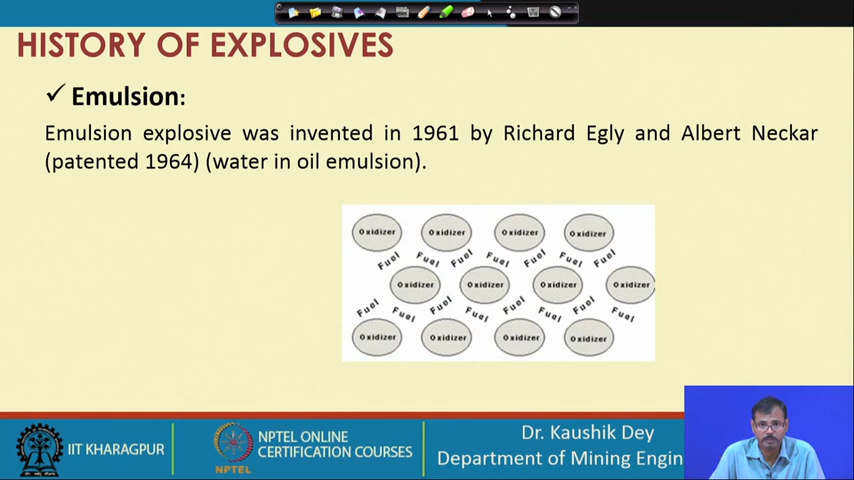 HISTORY OF EXPLOSIVES
✓ Emulsion:
Emulsion explosive was invented in 1961 by Richard Egly and Albert Neckar
(patented 1964) (water in oil emulsion).
Oxidizer Oxidizer Oxidizer Oxidizer
Fuel Fuel Fuel Fuel Fuel Fuel Fuel
Oxidizer Oxidizer Oxidizer Oxidizer
Fuel Fuel Fuel Fuel Fuel Fuel Fuel Fuel
Oxidizer Oxidizer Oxidizer Oxidizer
IIT KHARAGPUR
NPTEL
NPTEL ONLINE
CERTIFICATION COURSES
Dr. Kaushik Dey
Department of Mining Engin